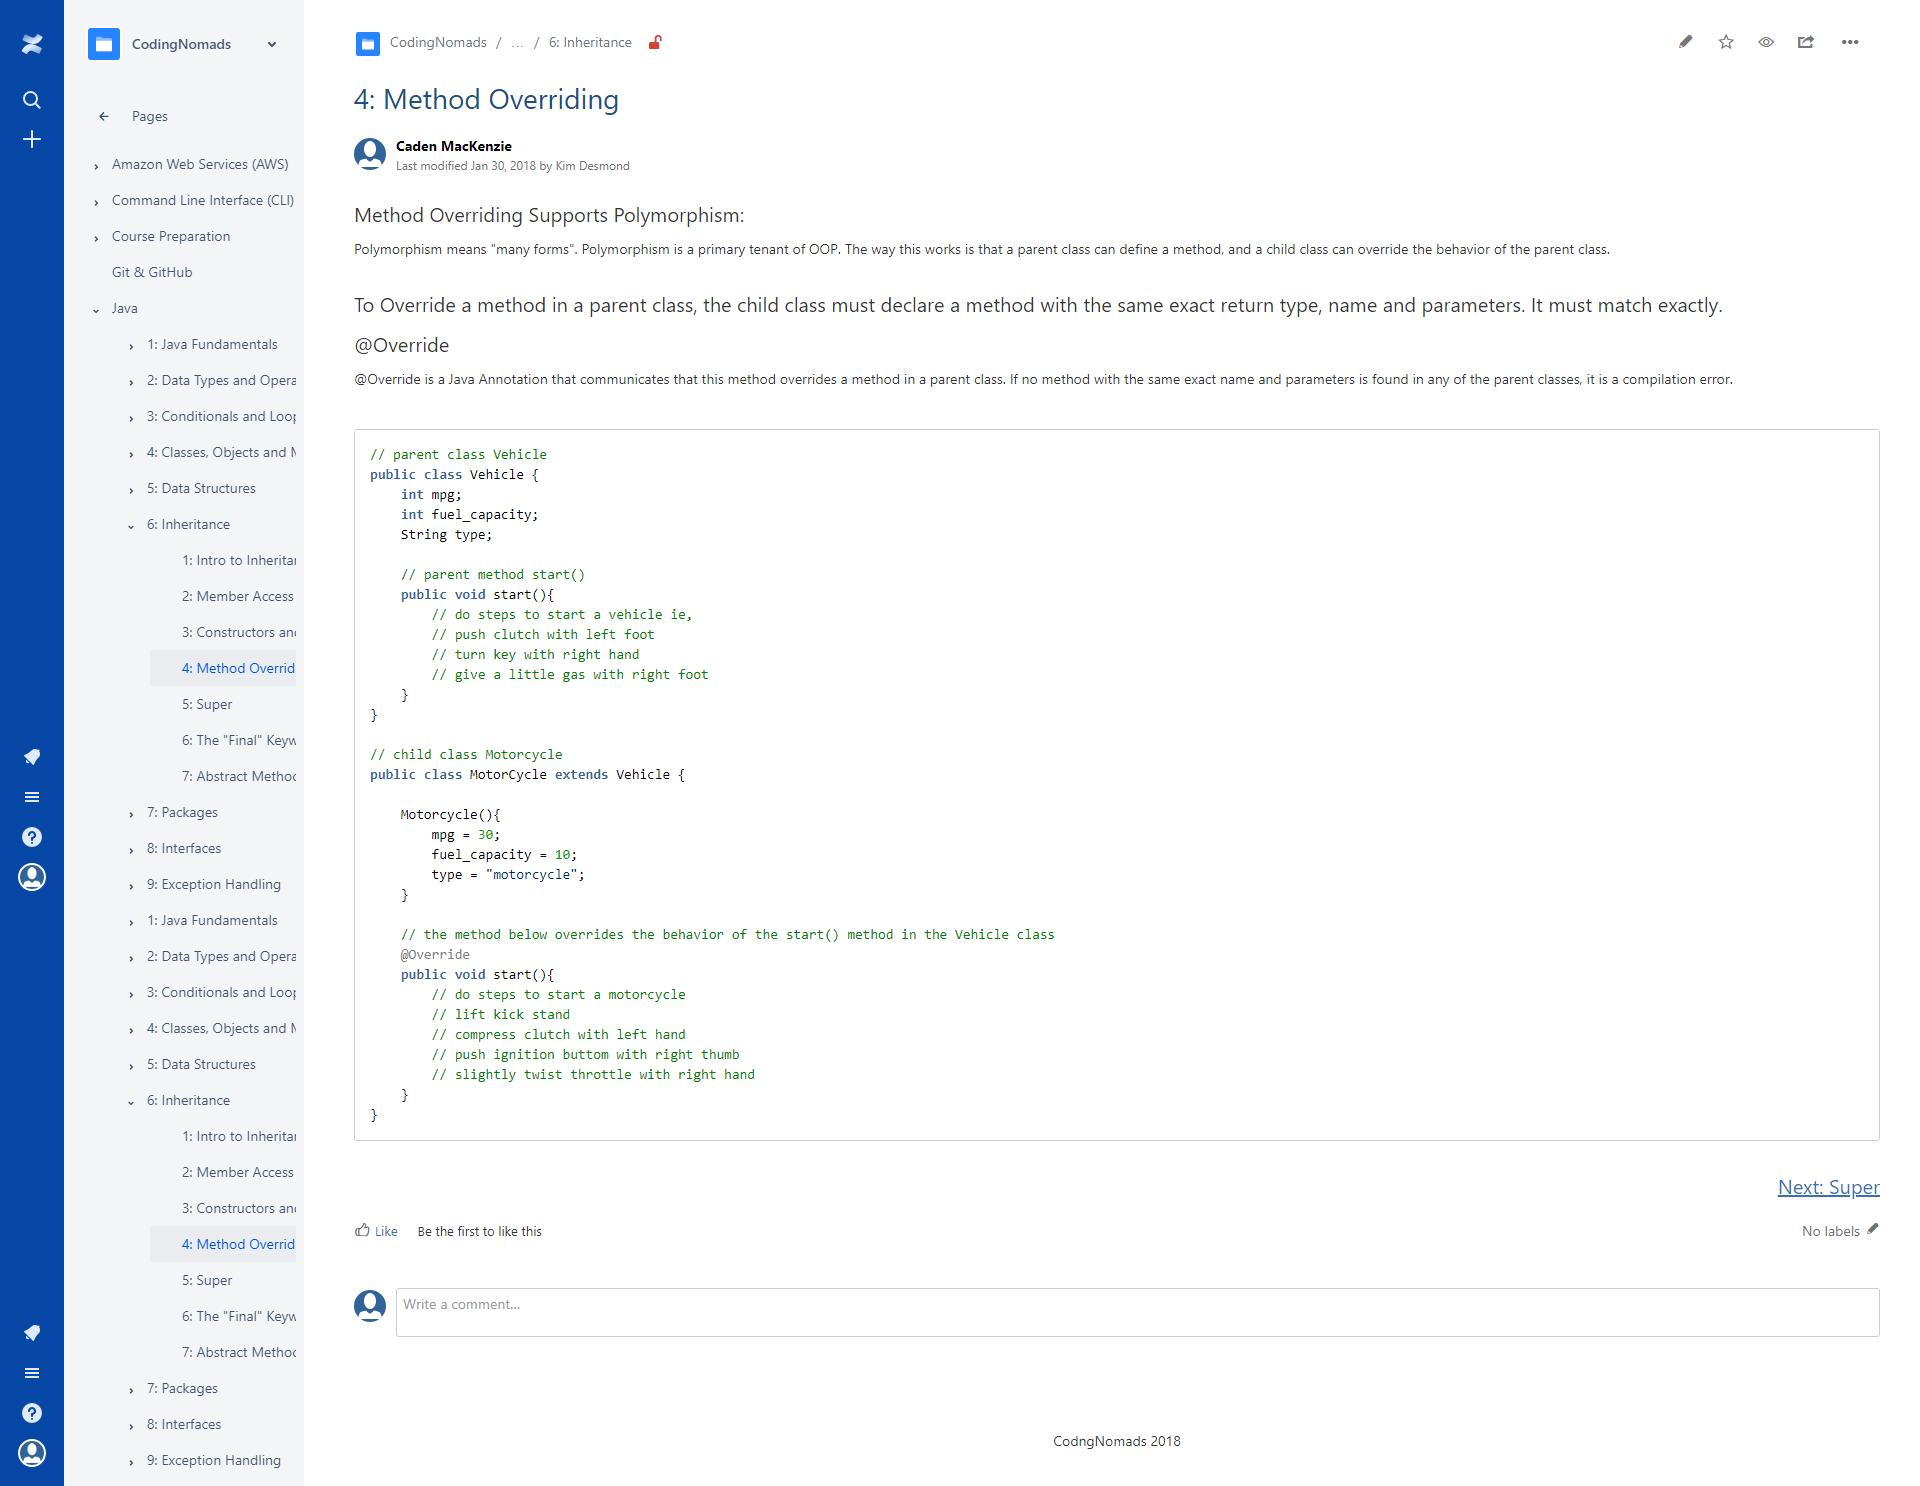 CodingNomads
Pages
Amazon Web Services (AWS)
Command Line Interface (CLI)
Course Preparation
Git & GitHub
Java
1: Java Fundamentals
2: Data Types and Opera
3: Conditionals and Loop
4: Classes, Objects and M
5: Data Structures
6: Inheritance
1: Intro to Inheritan
2: Member Access
3: Constructors and
4: Method Overrid
5: Super
6: The "Final" Keyw
7: Abstract Method
7: Packages
8: Interfaces
9: Exception Handling
1: Java Fundamentals
2: Data Types and Opera
3: Conditionals and Loop
4: Classes, Objects and M
5: Data Structures
6: Inheritance
1: Intro to Inheritan
2: Member Access
3: Constructors and
4: Method Overrid
5: Super
6: The "Final" Keyw
7: Abstract Method
7: Packages
8: Interfaces
9: Exception Handling
CodingNomads / ... / 6: Inheritance
4: Method Overriding
Caden MacKenzie
Last modified Jan 30, 2018 by Kim Desmond
Method Overriding Supports Polymorphism:
Polymorphism means "many forms". Polymorphism is a primary tenant of OOP. The way this works is that a parent class can define a method, and a child class can override the behavior of the parent class.
To Override a method in a parent class, the child class must declare a method with the same exact return type, name and parameters. It must match exactly.
@Override
@Override is a Java Annotation that communicates that this method overrides a method in a parent class. If no method with the same exact name and parameters is found in any of the parent classes, it is a compilation error.
// parent class Vehicle
public class Vehicle {
int mpg;
int fuel_capacity;
String type;
// parent method start()
public void start(){
// do steps to start a vehicle ie,
// push clutch with left foot
// turn key with right hand
// give a little gas with right foot
}
}
// child class Motorcycle
public class MotorCycle extends Vehicle {
Motorcycle(){
mpg = 30;
fuel_capacity = 10;
type = "motorcycle";
}
// the method below overrides the behavior of the start() method in the Vehicle class
@Override
public void start(){
// do steps to start a motorcycle
// lift kick stand
// compress clutch with left hand
// push ignition buttom with right thumb
// slightly twist throttle with right hand
}
}
Next: Super
Like Be the first to like this
No labels
Write a comment...
CodngNomads 2018